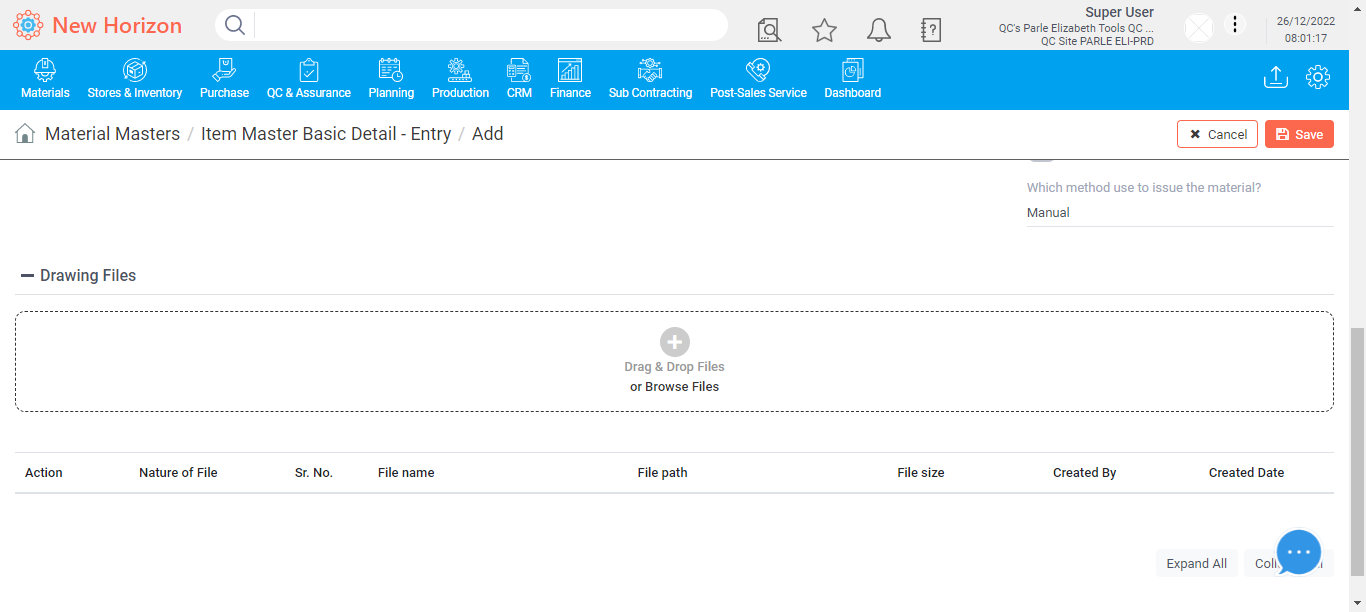 New Horizon
Super User
QC's Parle Elizabeth Tools QC ...
QC Site PARLE ELI-PRD
26/12/2022
08:01:17
Materials
Stores & Inventory
Purchase
QC & Assurance
Planning
Production
CRM
Finance
Sub Contracting
Post-Sales Service
Dashboard
Material Masters / Item Master Basic Detail - Entry / Add
Cancel
Save
Which method use to issue the material?
Manual
Drawing Files
Drag & Drop Files
or Browse Files
Action Nature of File Sr. No. File name File path File size Created By Created Date
Expand All